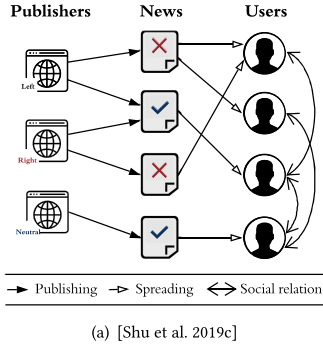 Publishers News Users
Left
Right
Neutral
Publishing Spreading Social relation
(a) [Shu et al. 2019c]